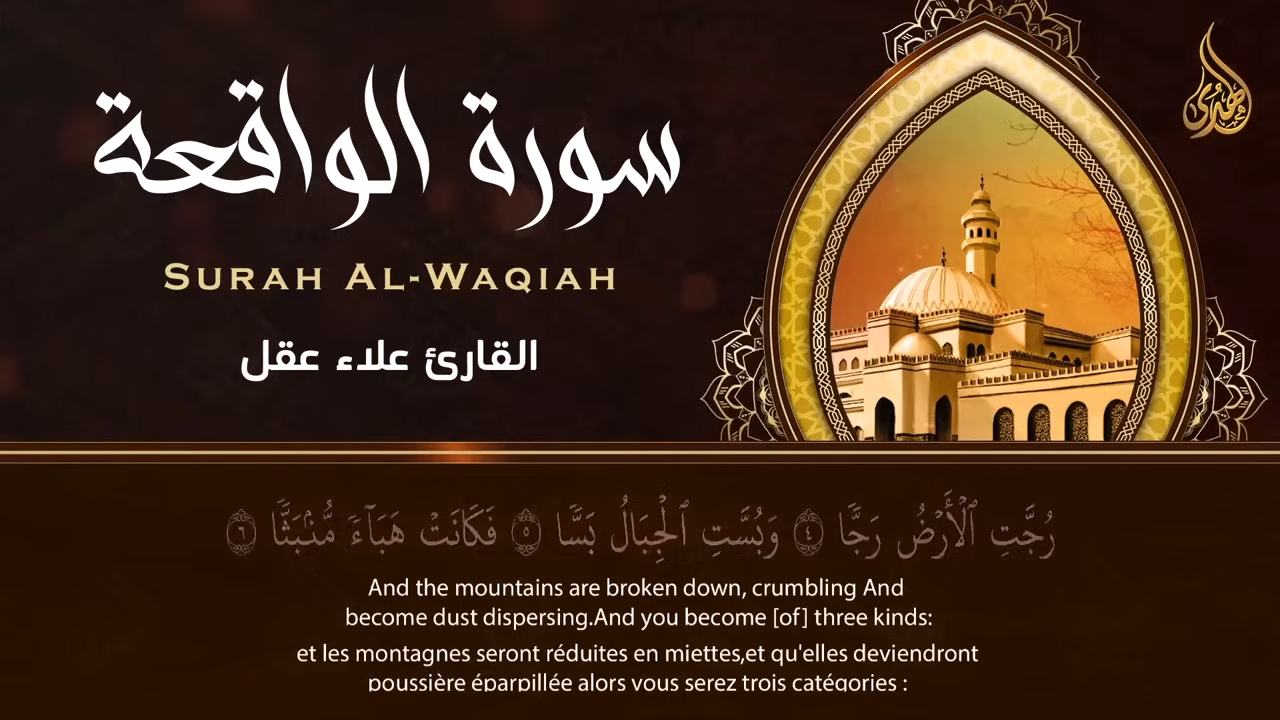 سورة الواقعة
SURAH AL-WAQIAH
القارئ علاء عقل
الهدى
رُجَّتِ ٱلْأَرْضُ رَجًّا ٤ وَبُسَّتِ ٱلْجِبَالُ بَسًّا ٥ فَكَانَتْ هَبَآءً مُّنۢبَثًّا ٦
And the mountains are broken down, crumbling And
become dust dispersing.And you become [of] three kinds:
et les montagnes seront réduites en miettes,et qu'elles deviendront
poussière éparpillée alors vous serez trois catégories :